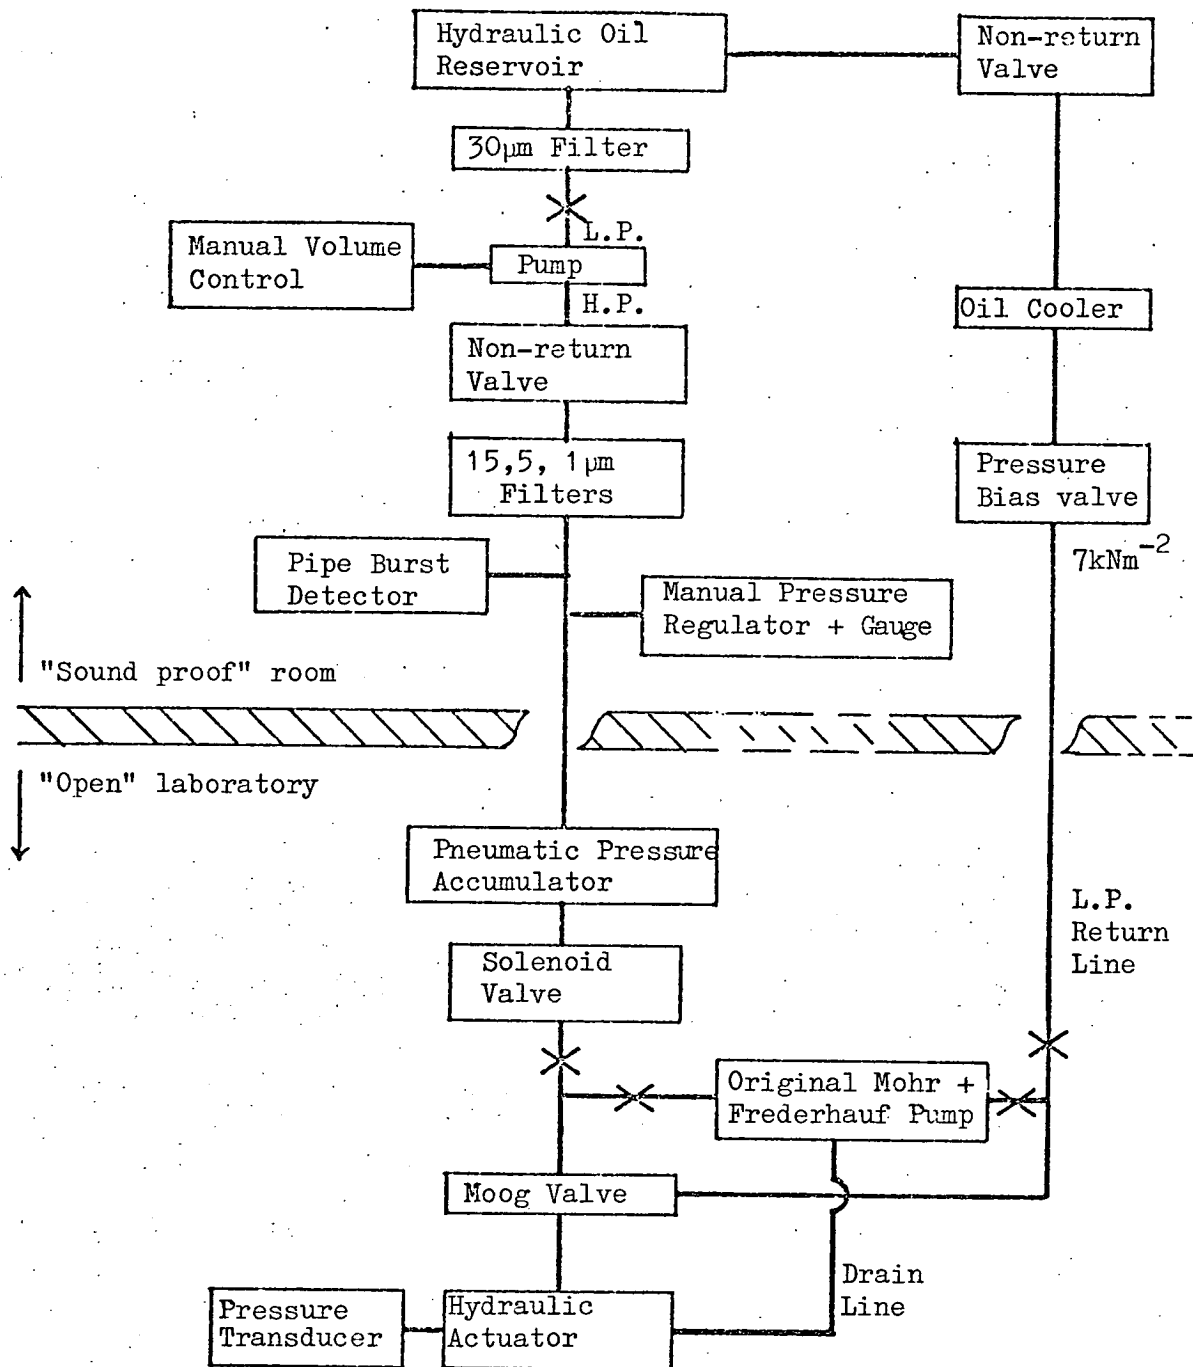 Hydraulic Oil
Reservoir
Non-return
Valve
30µm Filter
L.P.
Manual Volume
Control
Pump
H.P.
Oil Cooler
Non-return
Valve
15,5, 1µm
Filters
Pressure
Bias valve
Pipe Burst
Detector
7kNm⁻²
Manual Pressure
Regulator + Gauge
"Sound proof" room
"Open" laboratory
Pneumatic Pressure
Accumulator
L.P.
Return
Line
Solenoid
Valve
Original Mohr +
Frederhauf Pump
Moog Valve
Drain
Line
Pressure
Transducer
Hydraulic
Actuator